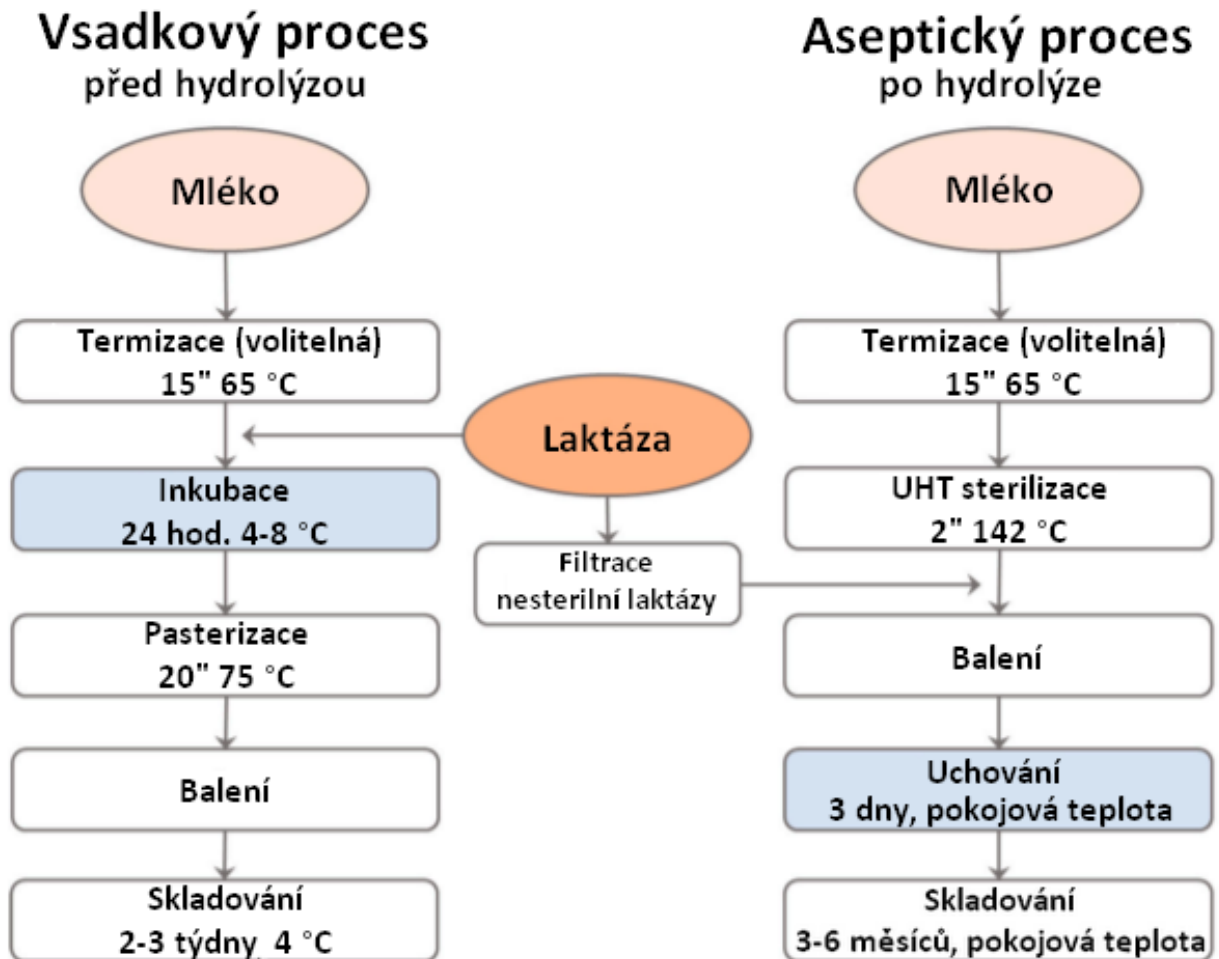 Vsadkový proces
před hydrolýzou
Mléko
Termizace (volitelná)
15" 65 °C
Inkubace
24 hod. 4-8 °C
Pasterizace
20" 75 °C
Balení
Skladování
2-3 týdny 4 °C
Laktáza
Filtrace
nesterilní laktázy
Aseptický proces
po hydrolýze
Mléko
Termizace (volitelná)
15" 65 °C
UHT sterilizace
2" 142 °C
Balení
Uchování
3 dny, pokojová teplota
Skladování
3-6 měsíců, pokojová teplota